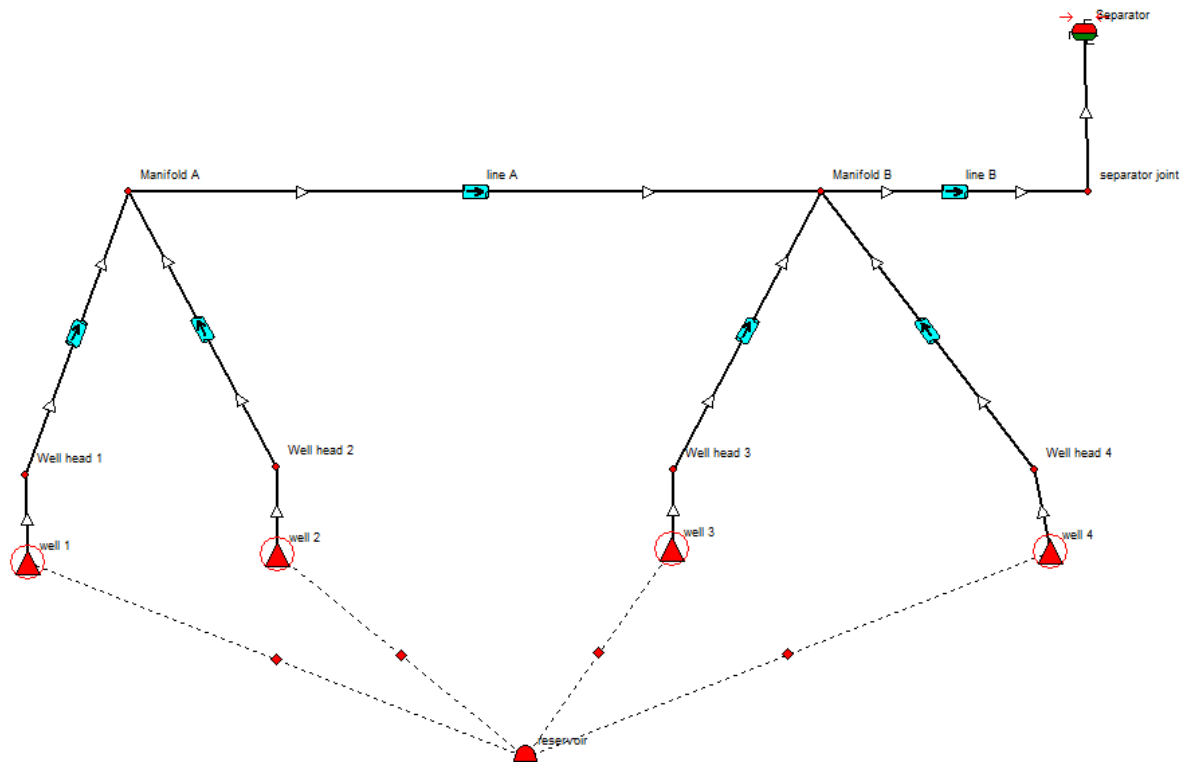 Separator
Manifold A
line A
Manifold B
line B
separator joint
Well head 1
Well head 2
Well head 3
Well head 4
well 1
well 2
well 3
well 4
reservoir